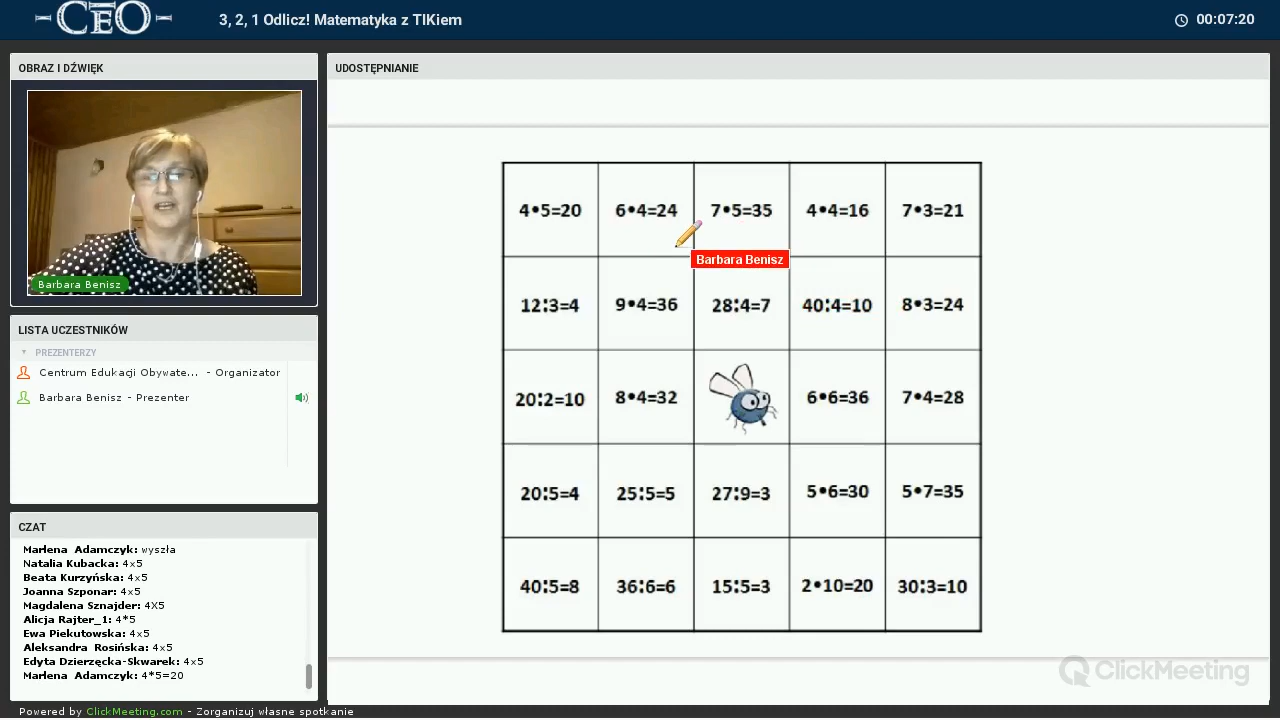 CEO
3, 2, 1 Odlicz! Matematyka z TIKiem
00:07:20
OBRAZ I DŹWIĘK
Barbara Benisz
LISTA UCZESTNIKÓW
PREZENTERZY
Centrum Edukacji Obywate... - Organizator
Barbara Benisz - Prezenter
CZAT
Marlena Adamczyk: wyszła
Natalia Kubacka: 4x5
Beata Kurzyńska: 4x5
Joanna Szponar: 4x5
Magdalena Sznajder: 4X5
Alicja Rajter_1: 4*5
Ewa Piekutowska: 4x5
Aleksandra Rosińska: 4x5
Edyta Dzierzęcka-Skwarek: 4x5
Marlena Adamczyk: 4*5=20
UDOSTĘPNIANIE
4•5=20 6•4=24 7•5=35 4•4=16 7•3=21
Barbara Benisz
12:3=4 9•4=36 28:4=7 40:4=10 8•3=24
20:2=10 8•4=32 6•6=36 7•4=28
20:5=4 25:5=5 27:9=3 5•6=30 5•7=35
40:5=8 36:6=6 15:5=3 2•10=20 30:3=10
ClickMeeting
Powered by ClickMeeting.com - Zorganizuj własne spotkanie